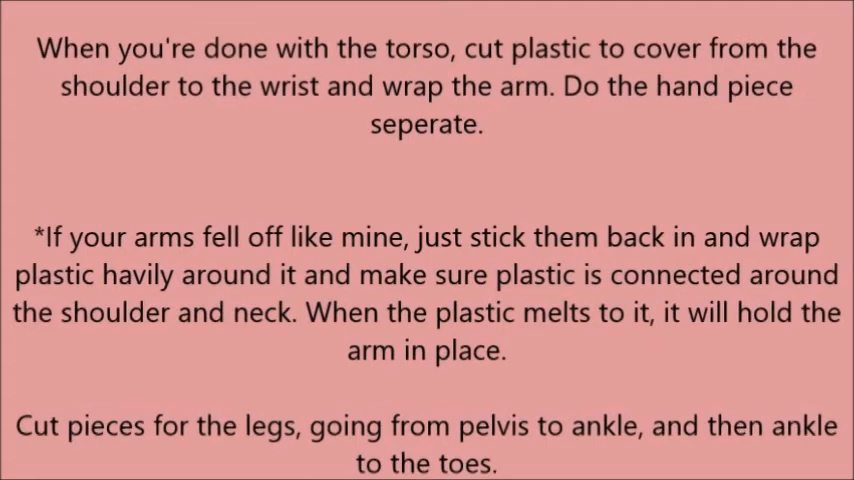 When you're done with the torso, cut plastic to cover from the
shoulder to the wrist and wrap the arm. Do the hand piece
seperate.
*If your arms fell off like mine, just stick them back in and wrap
plastic havily around it and make sure plastic is connected around
the shoulder and neck. When the plastic melts to it, it will hold the
arm in place.
Cut pieces for the legs, going from pelvis to ankle, and then ankle
to the toes.